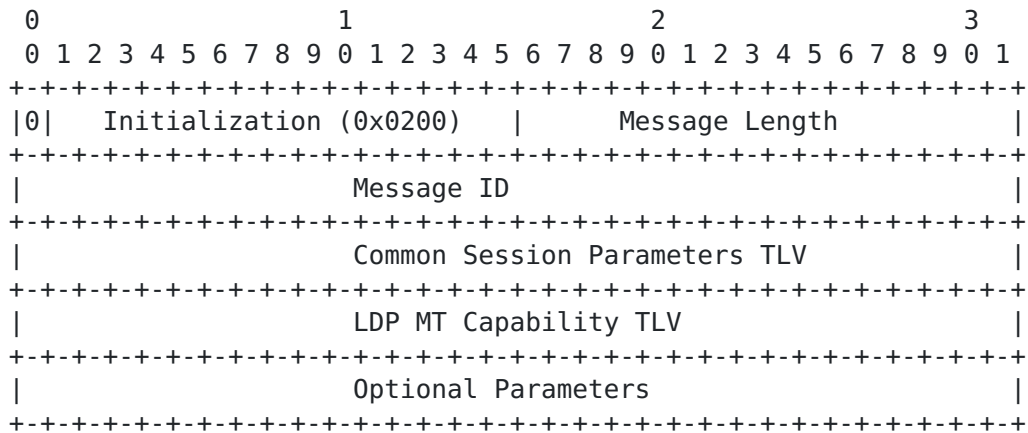 0                   1                   2                   3
 0 1 2 3 4 5 6 7 8 9 0 1 2 3 4 5 6 7 8 9 0 1 2 3 4 5 6 7 8 9 0 1
+-+-+-+-+-+-+-+-+-+-+-+-+-+-+-+-+-+-+-+-+-+-+-+-+-+-+-+-+-+-+-+-+
|0|   Initialization (0x0200)   |      Message Length           |
+-+-+-+-+-+-+-+-+-+-+-+-+-+-+-+-+-+-+-+-+-+-+-+-+-+-+-+-+-+-+-+-+
|                     Message ID                                |
+-+-+-+-+-+-+-+-+-+-+-+-+-+-+-+-+-+-+-+-+-+-+-+-+-+-+-+-+-+-+-+-+
|                     Common Session Parameters TLV             |
+-+-+-+-+-+-+-+-+-+-+-+-+-+-+-+-+-+-+-+-+-+-+-+-+-+-+-+-+-+-+-+-+
|                     LDP MT Capability TLV                     |
+-+-+-+-+-+-+-+-+-+-+-+-+-+-+-+-+-+-+-+-+-+-+-+-+-+-+-+-+-+-+-+-+
|                     Optional Parameters                       |
+-+-+-+-+-+-+-+-+-+-+-+-+-+-+-+-+-+-+-+-+-+-+-+-+-+-+-+-+-+-+-+-+